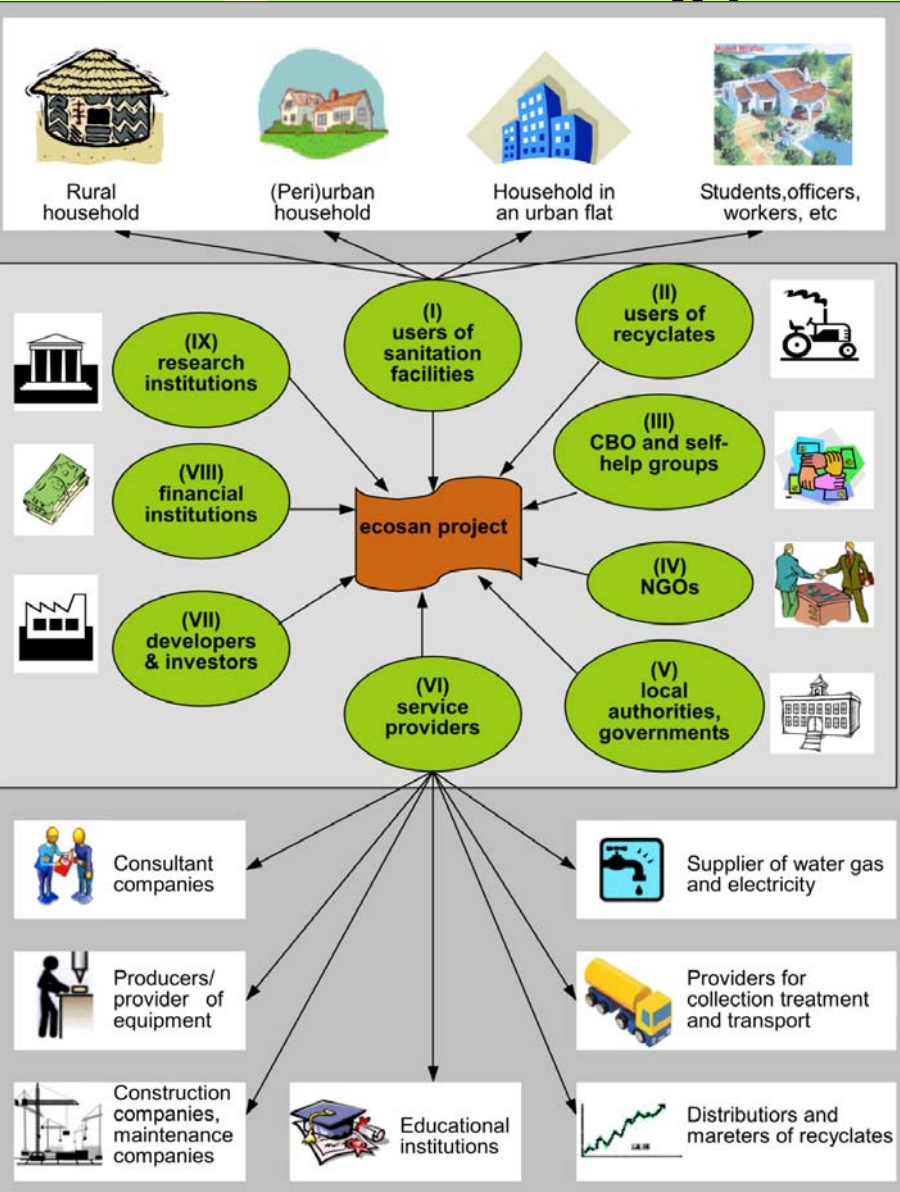 Rural
household
(Peri)urban
household
Household in
an urban flat
Students,officers,
workers, etc
(I)
users of
sanitation
facilities
(II)
users of
recyclates
(IX)
research
institutions
(III)
CBO and self-
help groups
(VIII)
financial
institutions
ecosan project
(IV)
NGOs
(VII)
developers
& investors
(V)
local
authorities,
governments
(VI)
service
providers
Consultant
companies
Supplier of water gas
and electricity
Producers/
provider of
equipment
Providers for
collection treatment
and transport
Construction
companies,
maintenance
companies
Educational
institutions
Distributiors and
mareters of recyclates